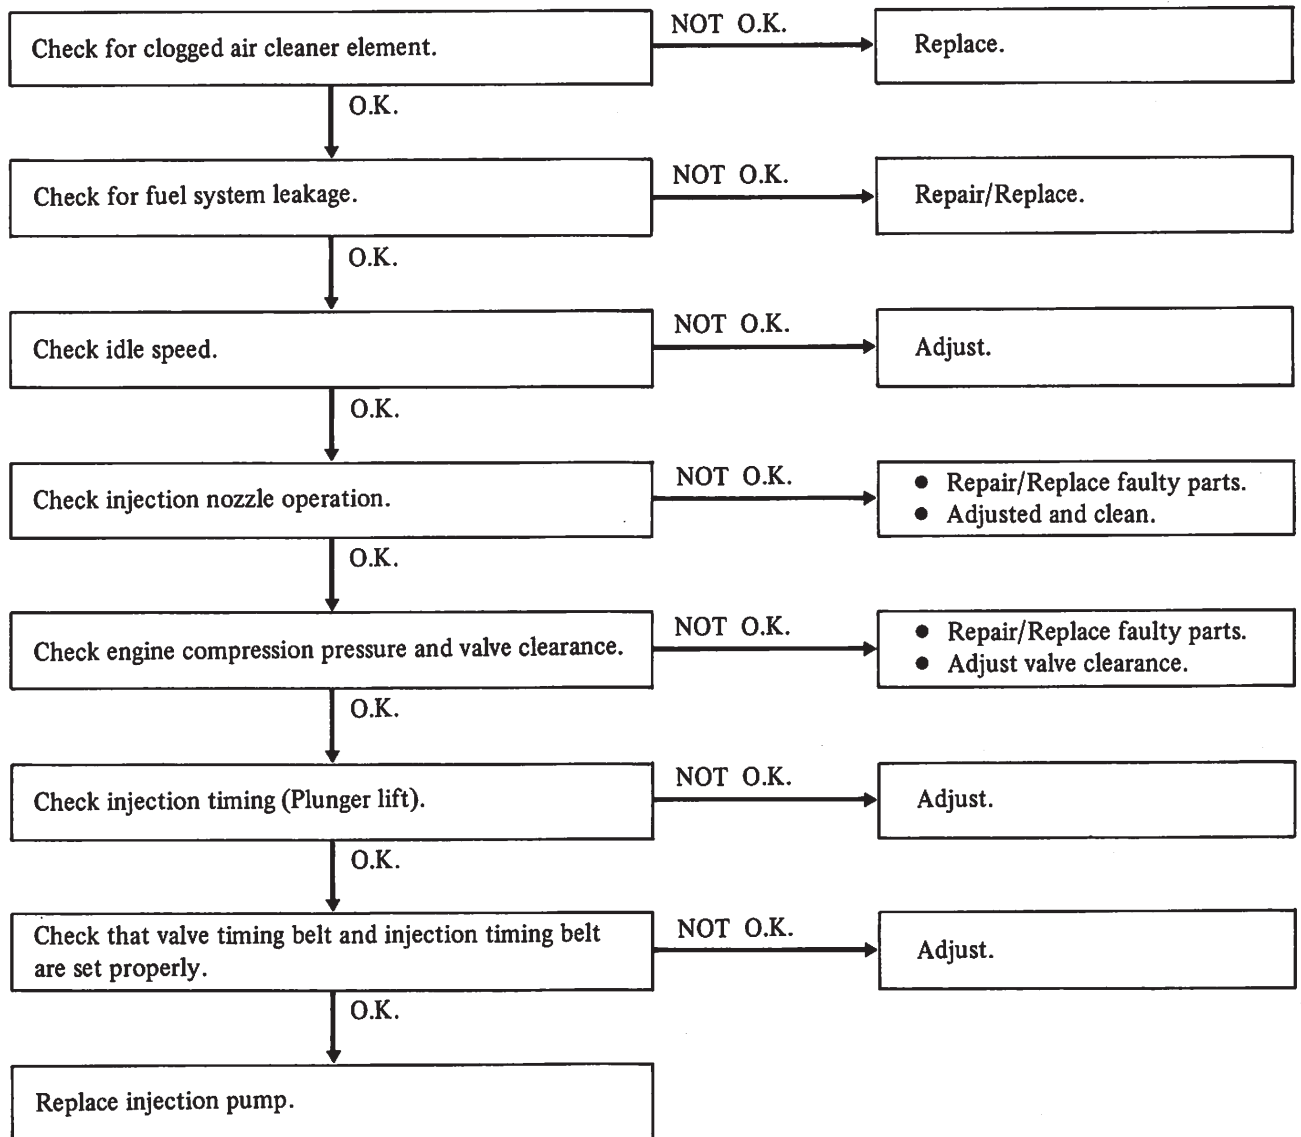 Check for clogged air cleaner element.
NOT O.K.
Replace.
O.K.
Check for fuel system leakage.
NOT O.K.
Repair/Replace.
O.K.
Check idle speed.
NOT O.K.
Adjust.
O.K.
Check injection nozzle operation.
NOT O.K.
● Repair/Replace faulty parts.
● Adjusted and clean.
O.K.
Check engine compression pressure and valve clearance.
NOT O.K.
● Repair/Replace faulty parts.
● Adjust valve clearance.
O.K.
Check injection timing (Plunger lift).
NOT O.K.
Adjust.
O.K.
Check that valve timing belt and injection timing belt
are set properly.
NOT O.K.
Adjust.
O.K.
Replace injection pump.